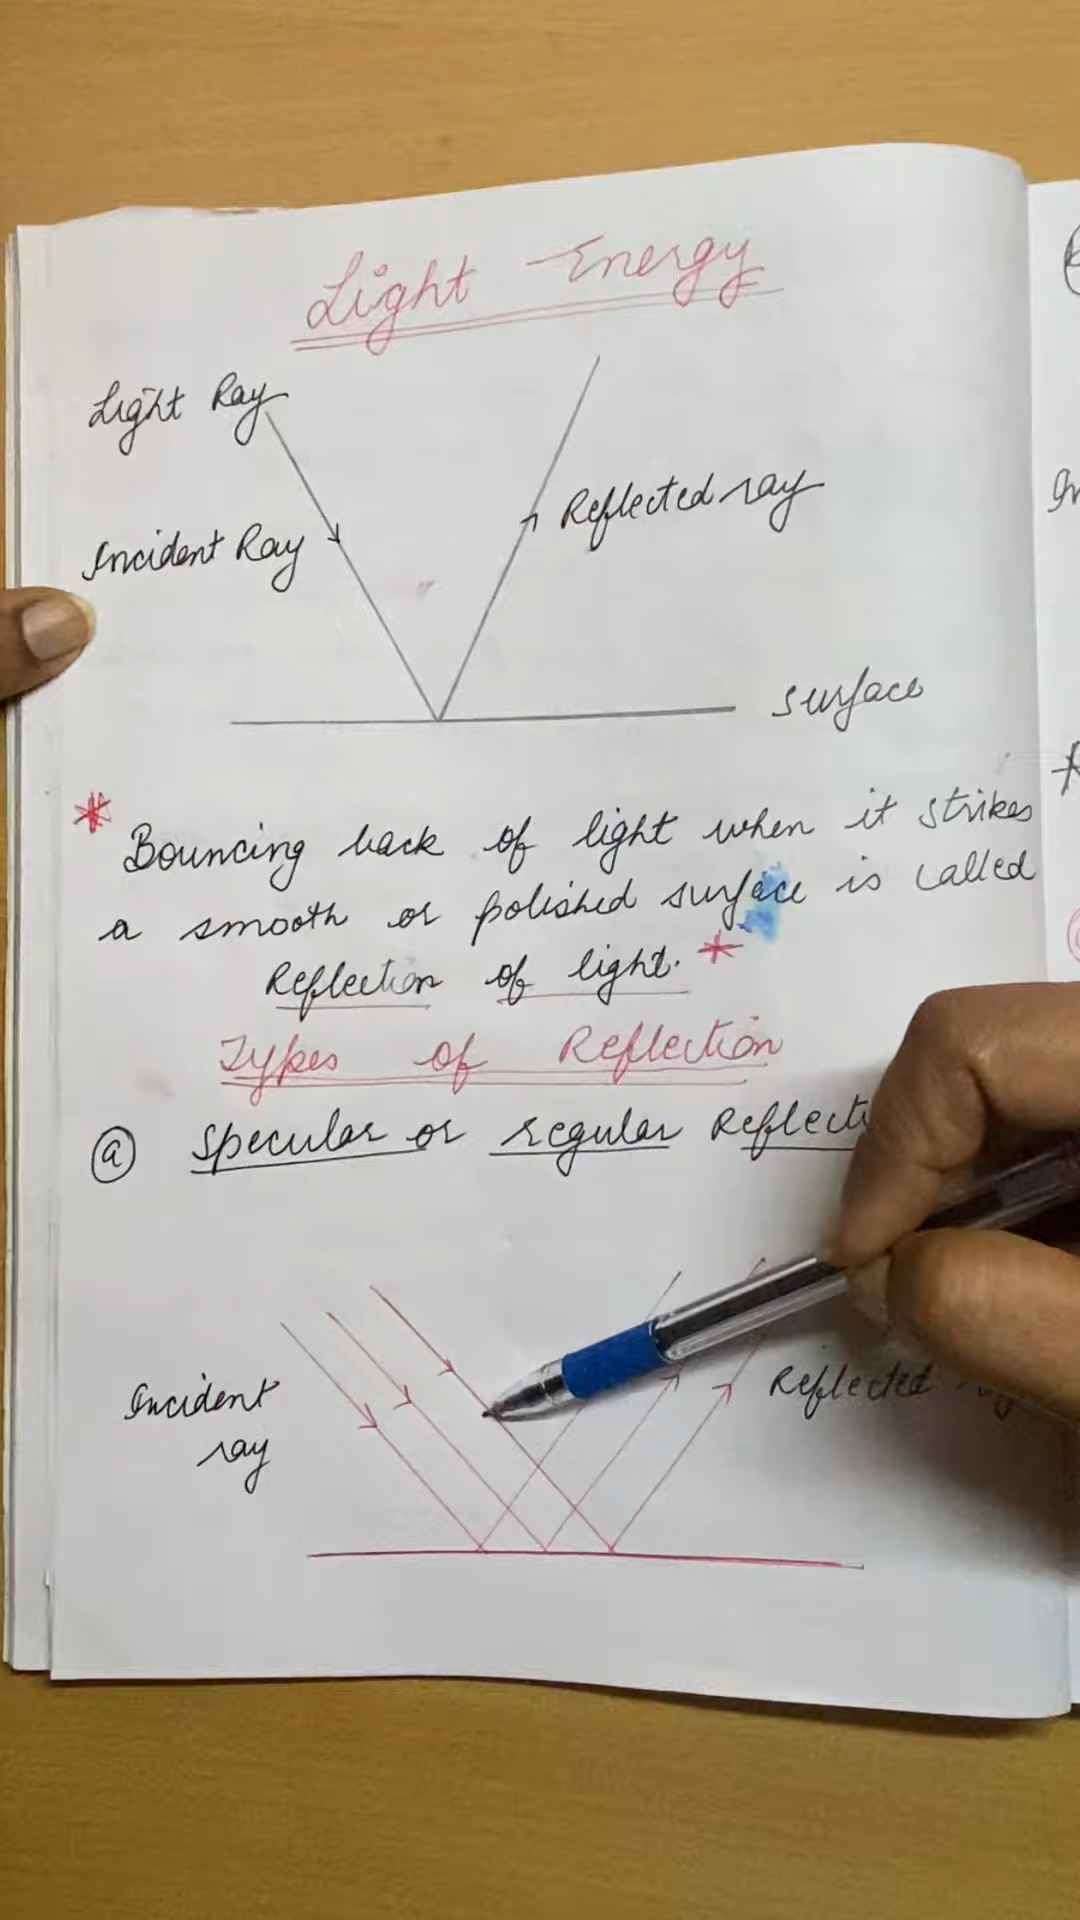 Light Energy
Light Ray
Incident Ray
Reflected ray
surface
* Bouncing back of light when it strikes
a smooth or polished surface is called
Reflection of light. *
Types of Reflection
(a) Specular or regular
Incident
ray
Reflected